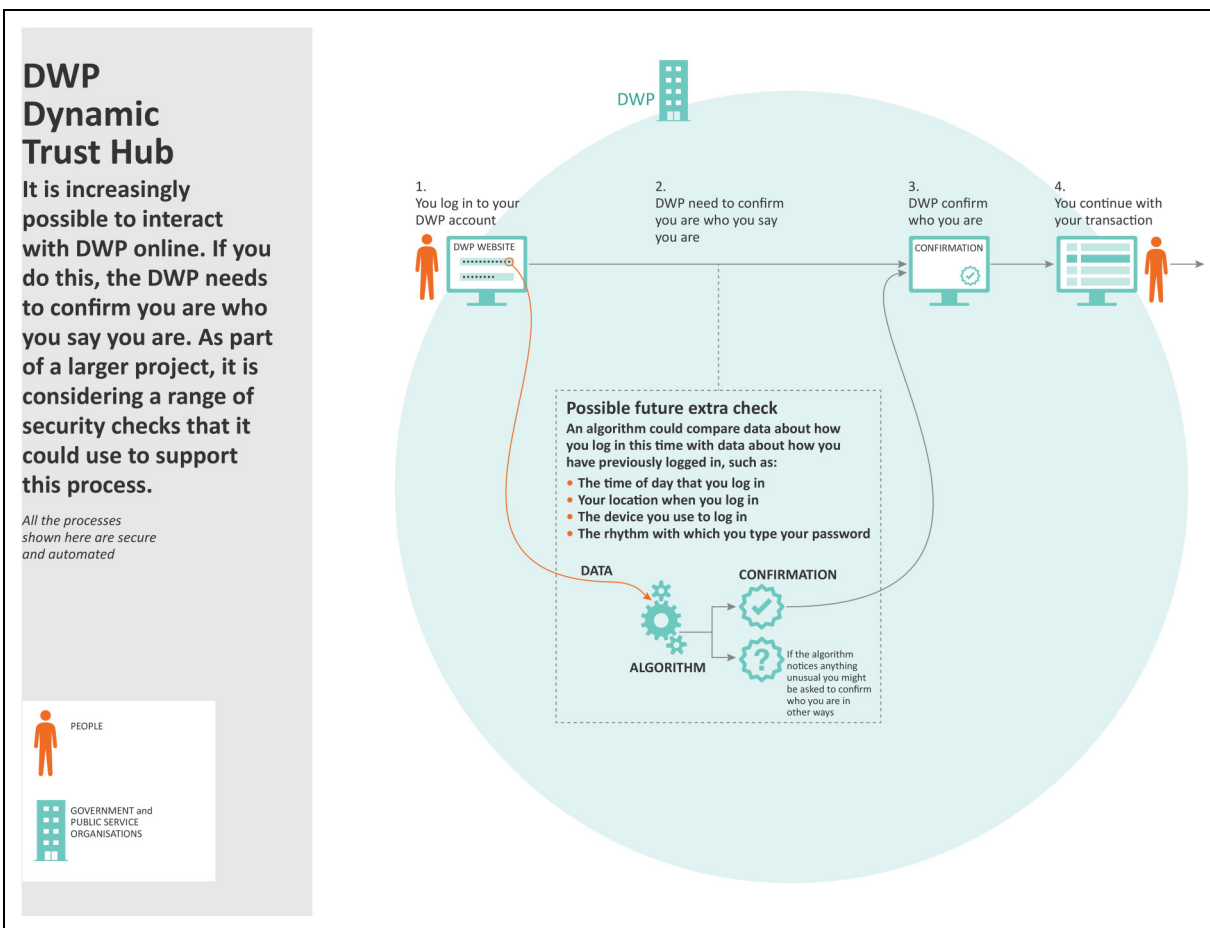 DWP
Dynamic
Trust Hub
It is increasingly
possible to interact
with DWP online. If you
do this, the DWP needs
to confirm you are who
you say you are. As part
of a larger project, it is
considering a range of
security checks that it
could use to support
this process.
All the processes
shown here are secure
and automated
PEOPLE
GOVERNMENT and
PUBLIC SERVICE
ORGANISATIONS
DWP
1.
You log in to your
DWP account
DWP WEBSITE
2.
DWP need to confirm
you are who you say
you are
3.
DWP confirm
who you are
CONFIRMATION
4.
You continue with
your transaction
Possible future extra check
An algorithm could compare data about how
you log in this time with data about how you
have previously logged in, such as:
• The time of day that you log in
• Your location when you log in
• The device you use to log in
• The rhythm with which you type your password
DATA
ALGORITHM
CONFIRMATION
?
If the algorithm
notices anything
unusual you might
be asked to confirm
who you are in
other ways